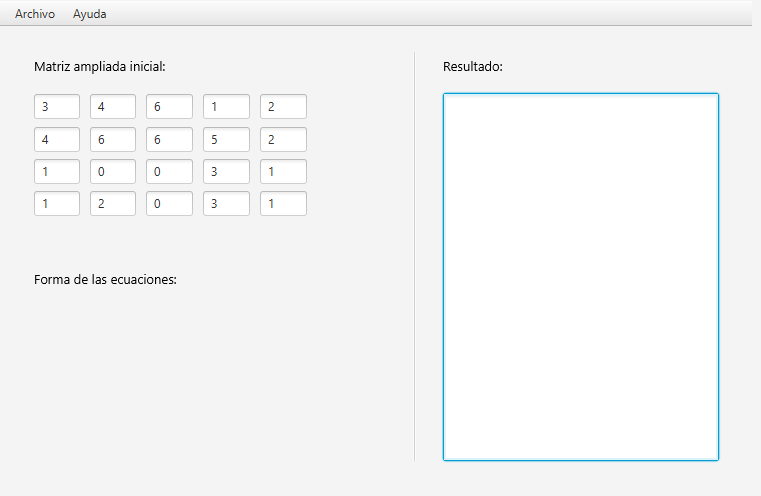 Archivo Ayuda
Matriz ampliada inicial:
3 4 6 1 2
4 6 6 5 2
1 0 0 3 1
1 2 0 3 1
Forma de las ecuaciones:
Resultado: